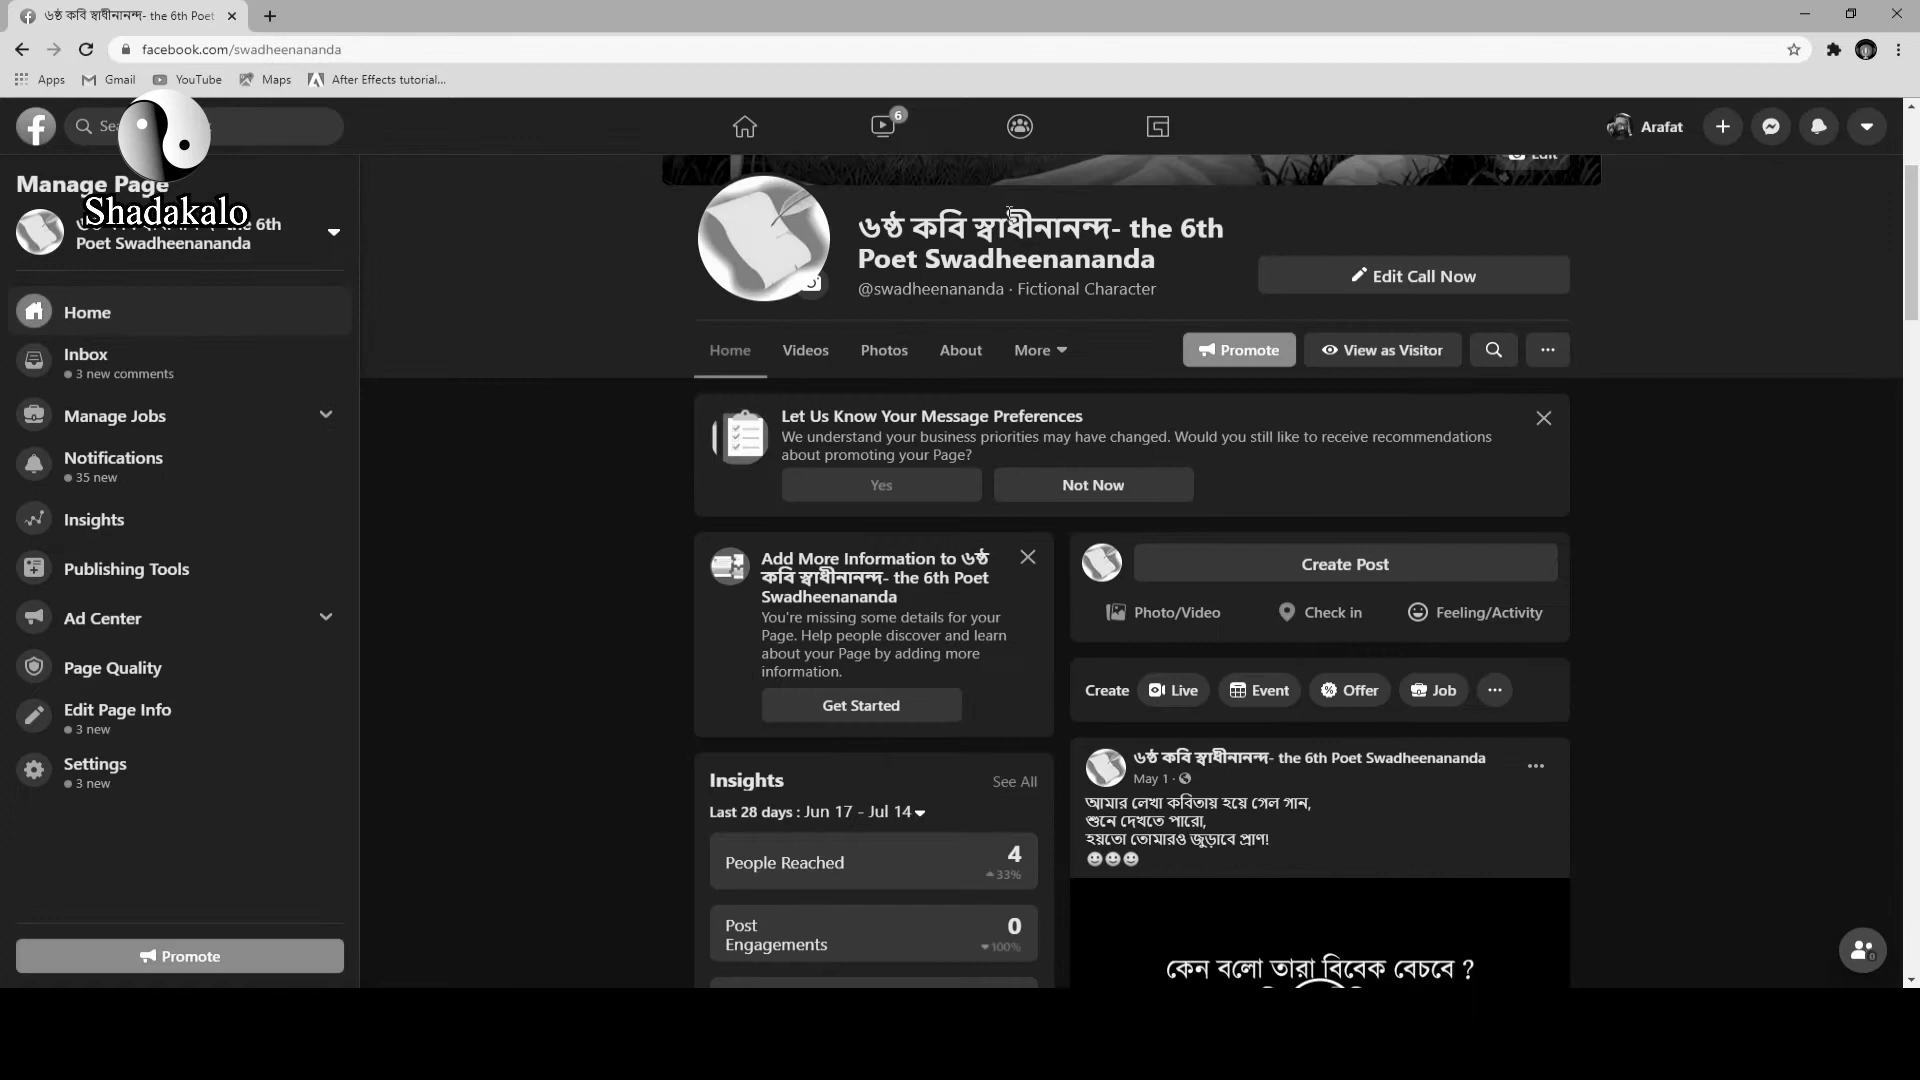 ৬ষ্ঠ কবি স্বাধীনানন্দ- the 6th Poet
facebook.com/swadheenananda
Apps Gmail YouTube Maps After Effects tutorial...
6
Arafat
Manage Page
Shadakalo
the 6th
Poet Swadheenananda
Home
Inbox
3 new comments
Manage Jobs
Notifications
35 new
Insights
Publishing Tools
Ad Center
Page Quality
Edit Page Info
3 new
Settings
3 new
Promote
Edit
৬ষ্ঠ কবি স্বাধীনানন্দ- the 6th
Poet Swadheenananda
@swadheenananda · Fictional Character
Edit Call Now
Home Videos Photos About More
Promote View as Visitor
Let Us Know Your Message Preferences
We understand your business priorities may have changed. Would you still like to receive recommendations
about promoting your Page?
Yes Not Now
Add More Information to ৬ষ্ঠ
কবি স্বাধীনানন্দ- the 6th Poet
Swadheenananda
You're missing some details for your
Page. Help people discover and learn
about your Page by adding more
information.
Get Started
Insights See All
Last 28 days : Jun 17 - Jul 14
People Reached 4
33%
Post
Engagements 0
100%
Create Post
Photo/Video Check in Feeling/Activity
Create Live Event Offer Job
৬ষ্ঠ কবি স্বাধীনানন্দ- the 6th Poet Swadheenananda
May 1 ·
আমার লেখা কবিতায় হয়ে গেল গান,
শুনে দেখতে পারো,
হয়তো তোমারও জুড়াবে প্রাণ!
কেন বলো তারা বিবেক বেচবে ?
0